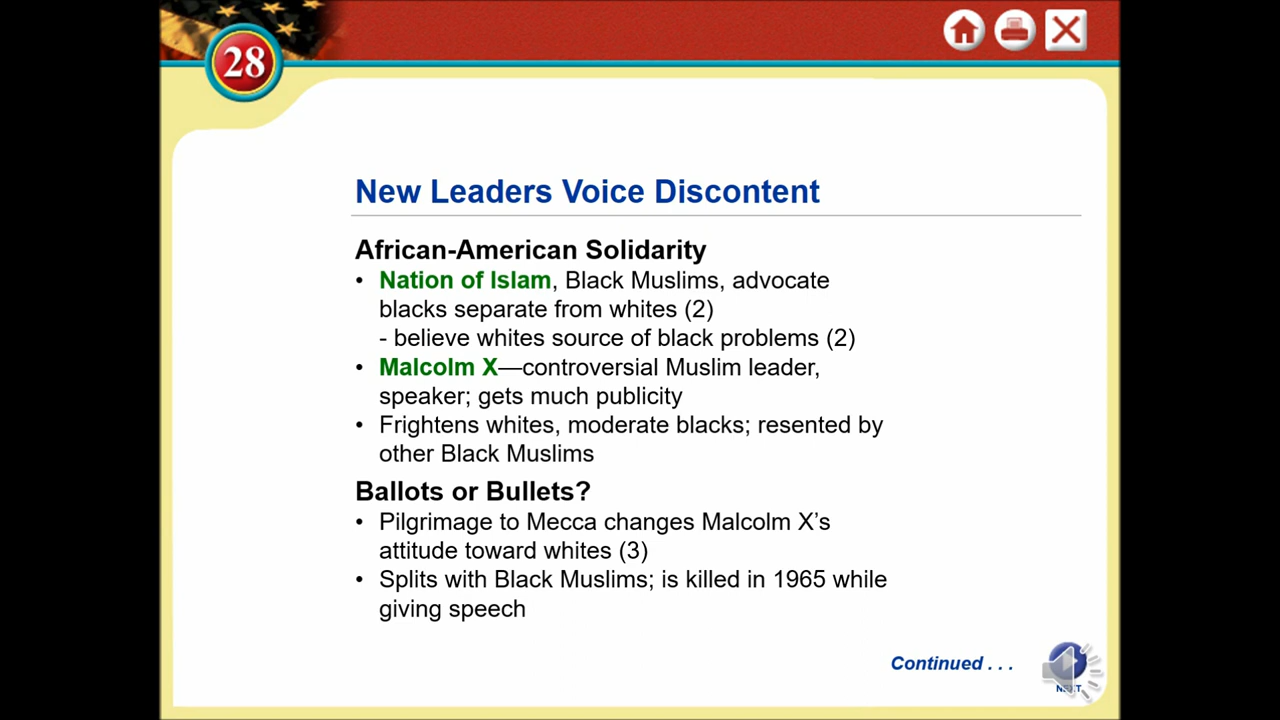 28
New Leaders Voice Discontent
African-American Solidarity
• Nation of Islam, Black Muslims, advocate
blacks separate from whites (2)
- believe whites source of black problems (2)
• Malcolm X—controversial Muslim leader,
speaker; gets much publicity
• Frightens whites, moderate blacks; resented by
other Black Muslims
Ballots or Bullets?
• Pilgrimage to Mecca changes Malcolm X’s
attitude toward whites (3)
• Splits with Black Muslims; is killed in 1965 while
giving speech
Continued . . .
NEXT